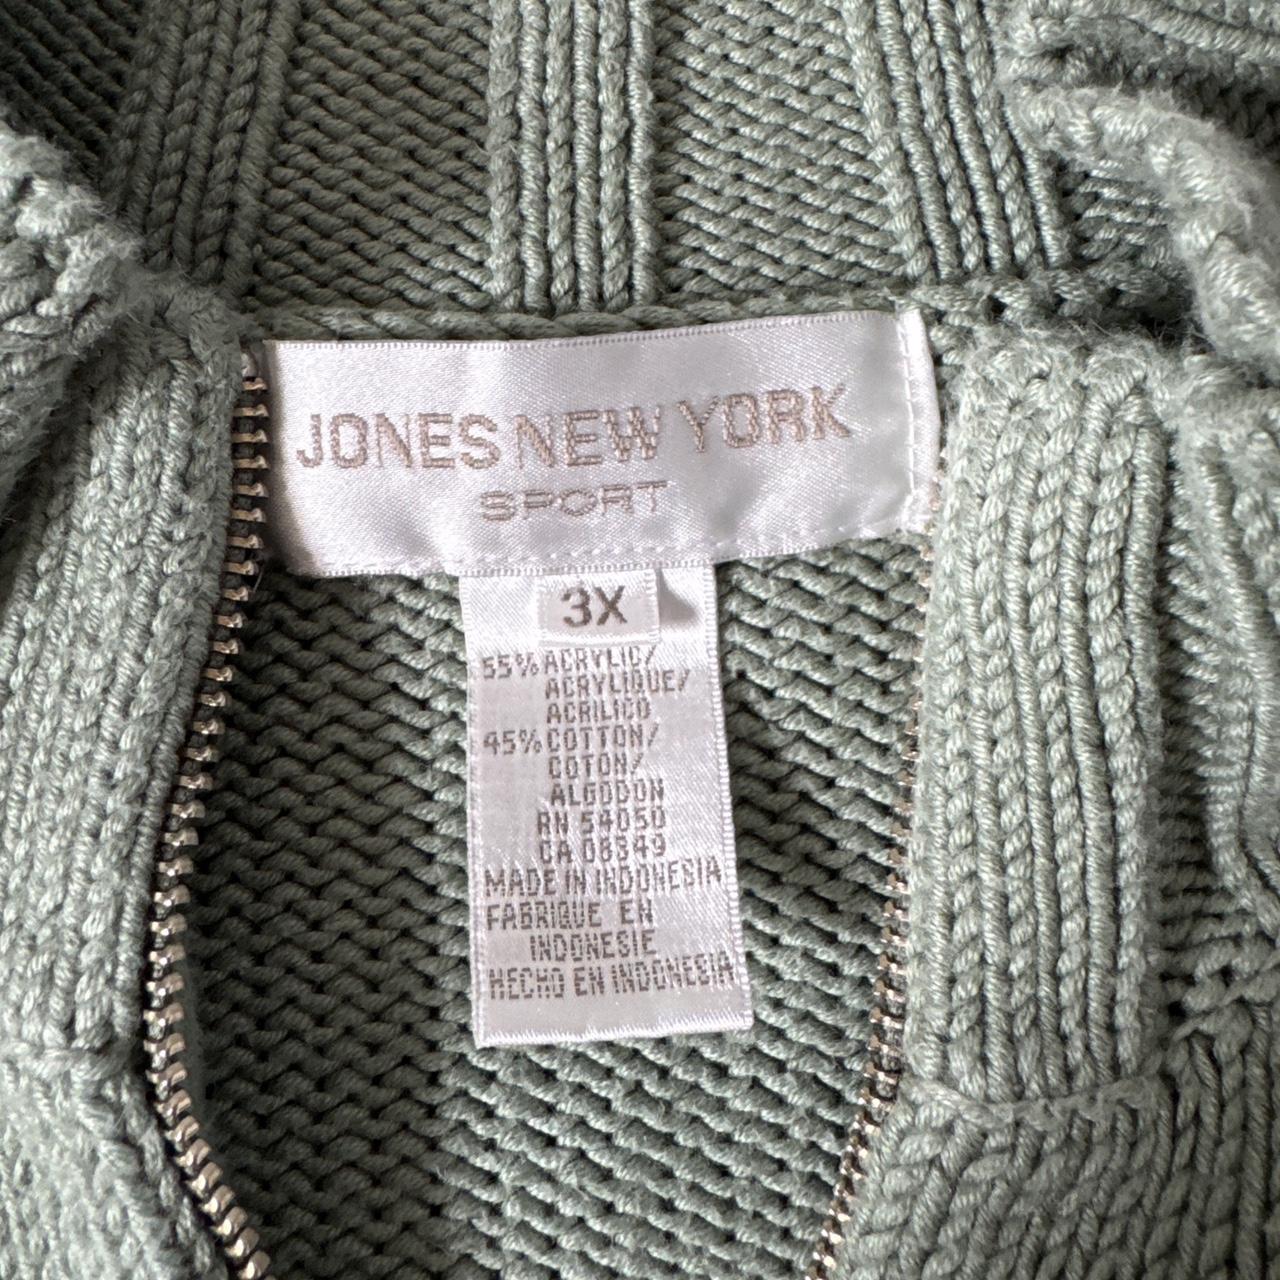 JONES NEW YORK
SPORT
3X
55% ACRYLIC/
ACRYLIQUE/
ACRILICO
45% COTTON/
COTON/
ALGODON
RN 54050
CA 08349
MADE IN INDONESIA
FABRIQUE EN
INDONESIE
HECHO EN INDONESIA